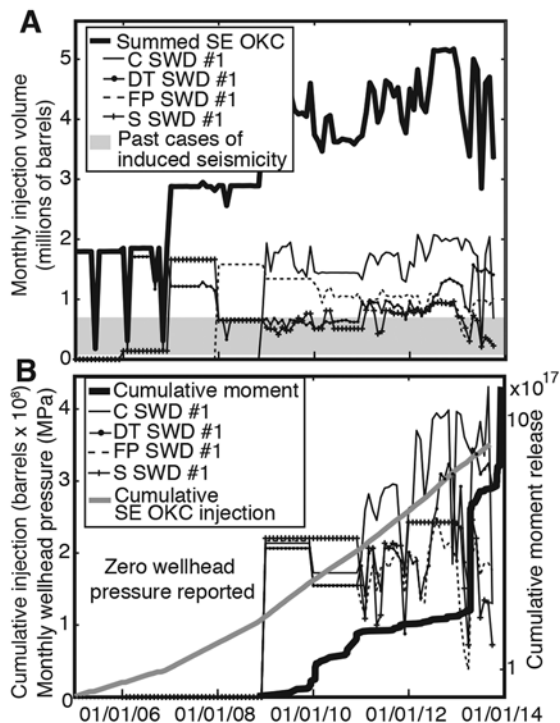 A
5
4
3
2
1
0
Monthly injection volume
(millions of barrels)
Summed SE OKC
C SWD #1
DT SWD #1
FP SWD #1
S SWD #1
Past cases of
induced seismicity
B
4
3
2
1
0
Cumulative injection (barrels x 10⁸)
Monthly wellhead pressure (MPa)
Cumulative moment
C SWD #1
DT SWD #1
FP SWD #1
S SWD #1
Cumulative
SE OKC injection
Zero wellhead
pressure reported
x10¹⁷
10
1
Cumulative moment release
01/01/06
01/01/08
01/01/10
01/01/12
01/01/14